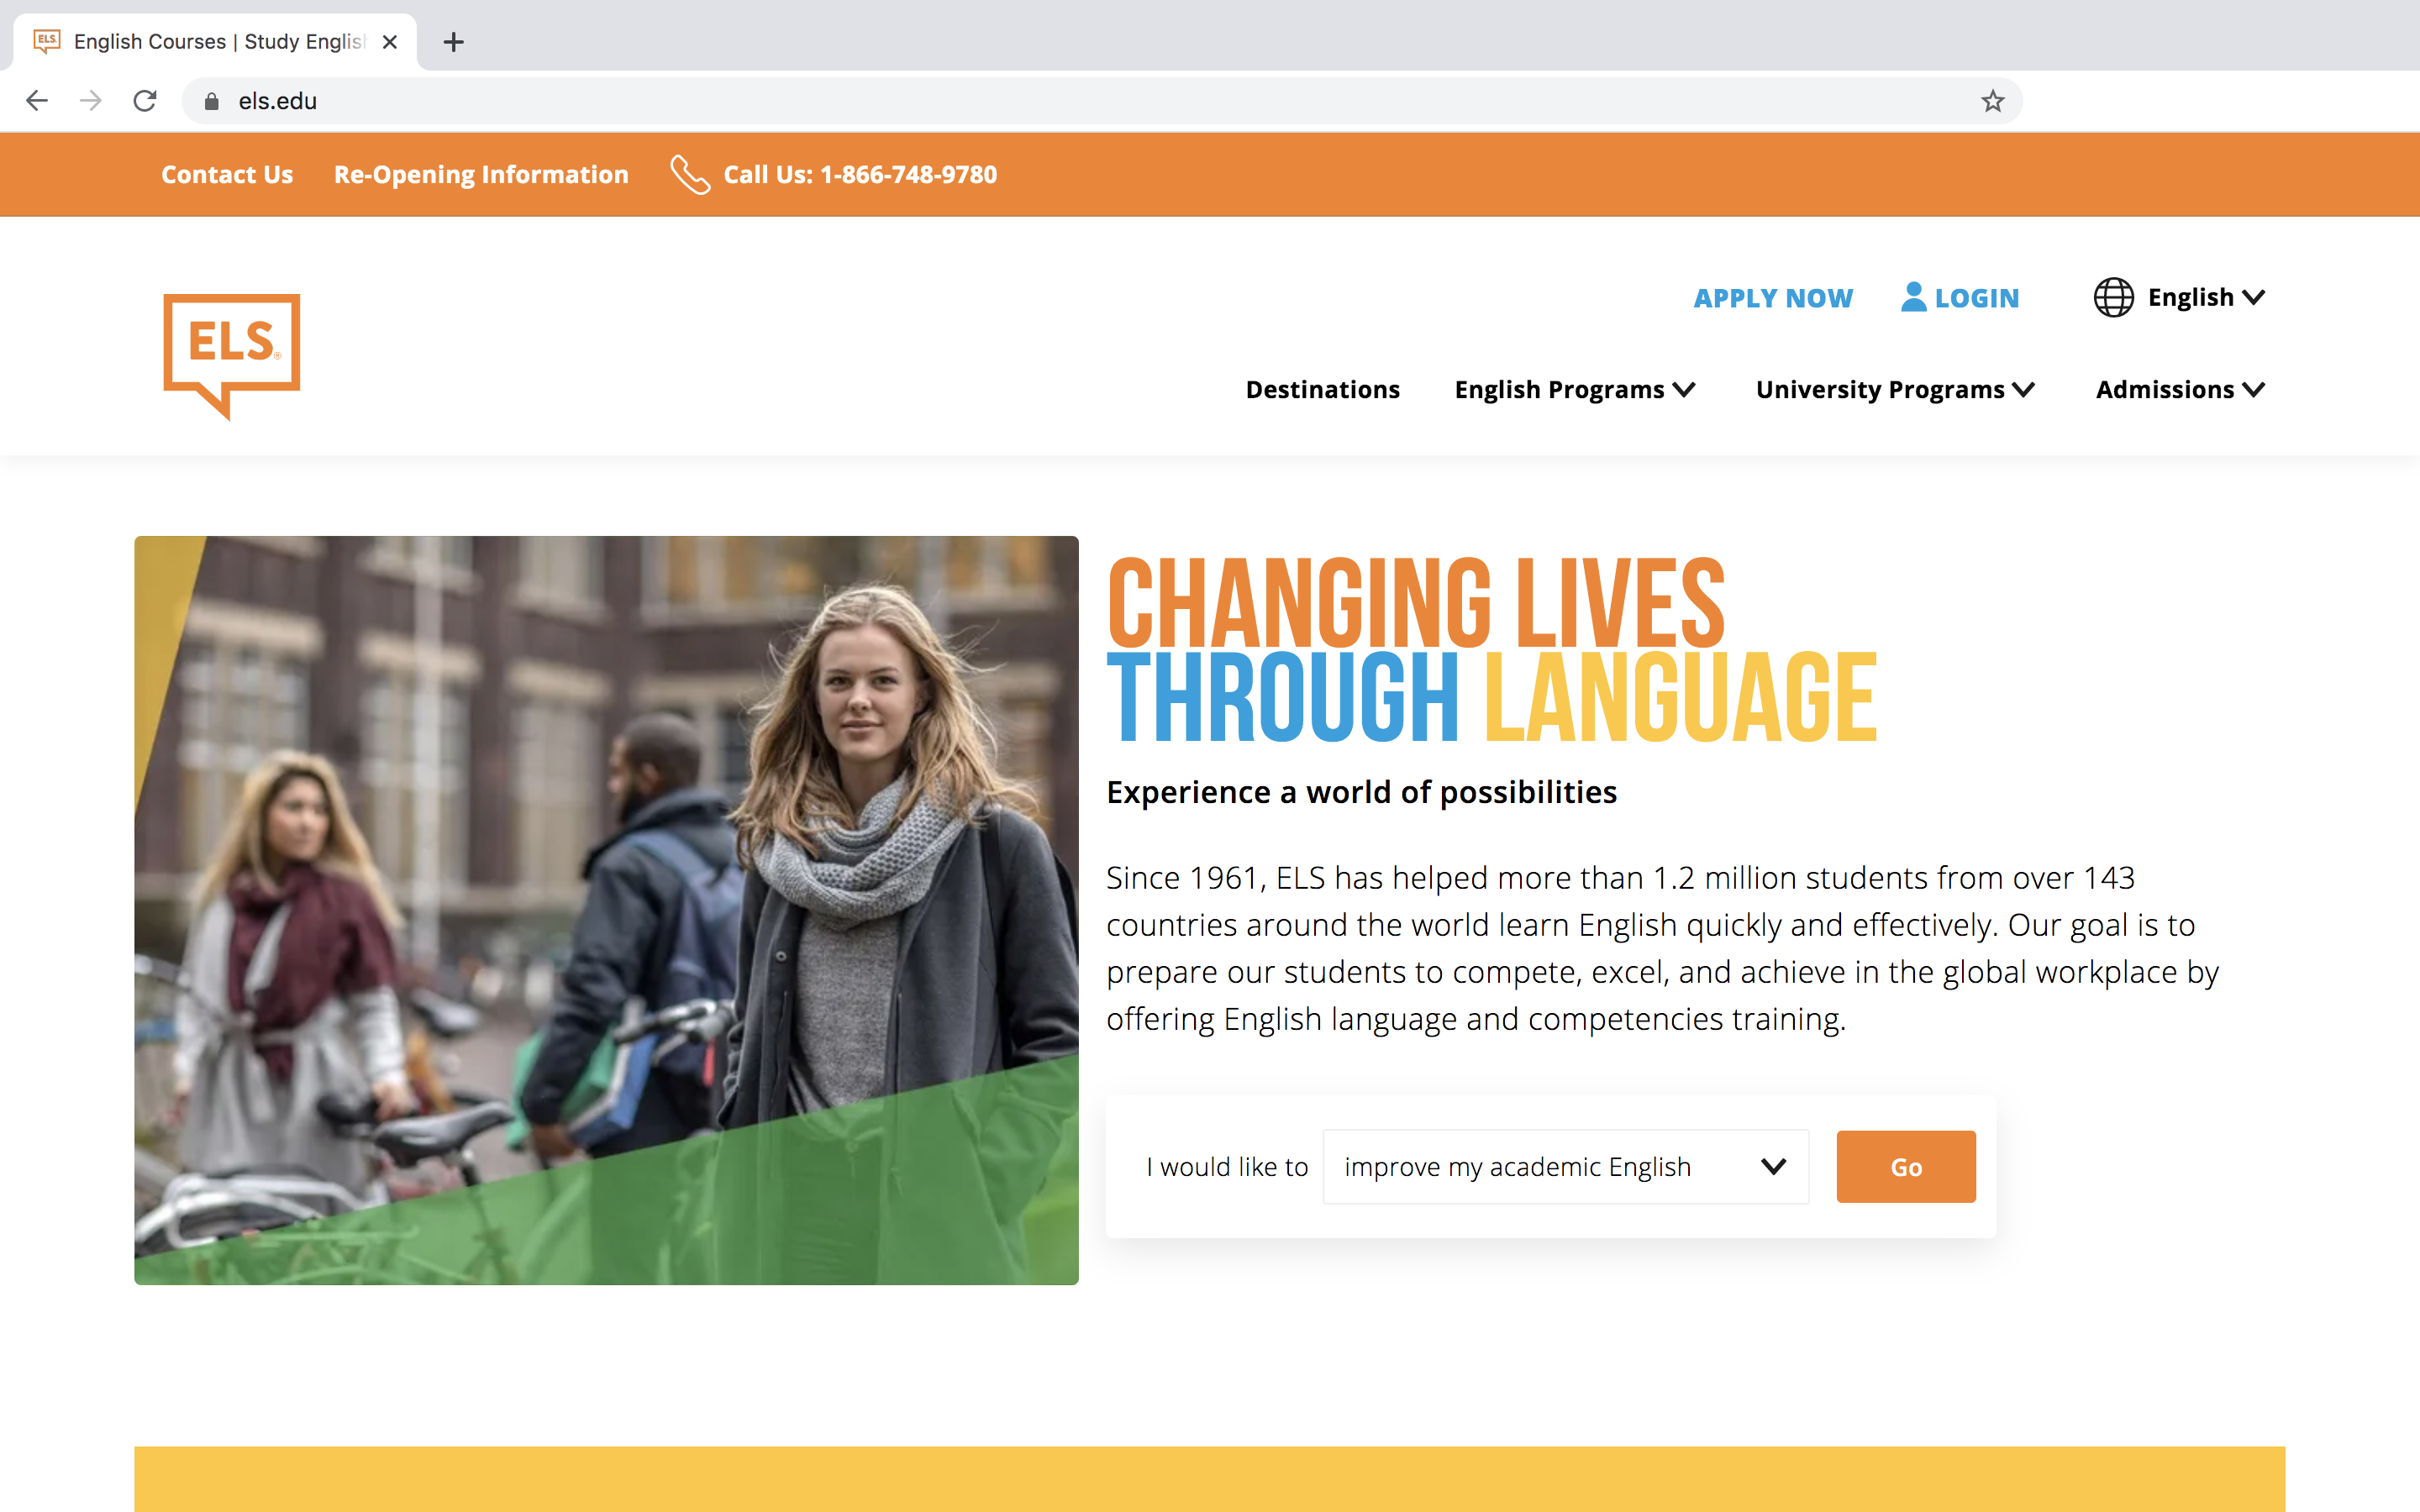 ELS English Courses | Study English
els.edu
Contact Us Re-Opening Information Call Us: 1-866-748-9780
APPLY NOW LOGIN English
ELS®
Destinations English Programs University Programs Admissions
CHANGING LIVES
THROUGH LANGUAGE
Experience a world of possibilities
Since 1961, ELS has helped more than 1.2 million students from over 143
countries around the world learn English quickly and effectively. Our goal is to
prepare our students to compete, excel, and achieve in the global workplace by
offering English language and competencies training.
I would like to improve my academic English Go